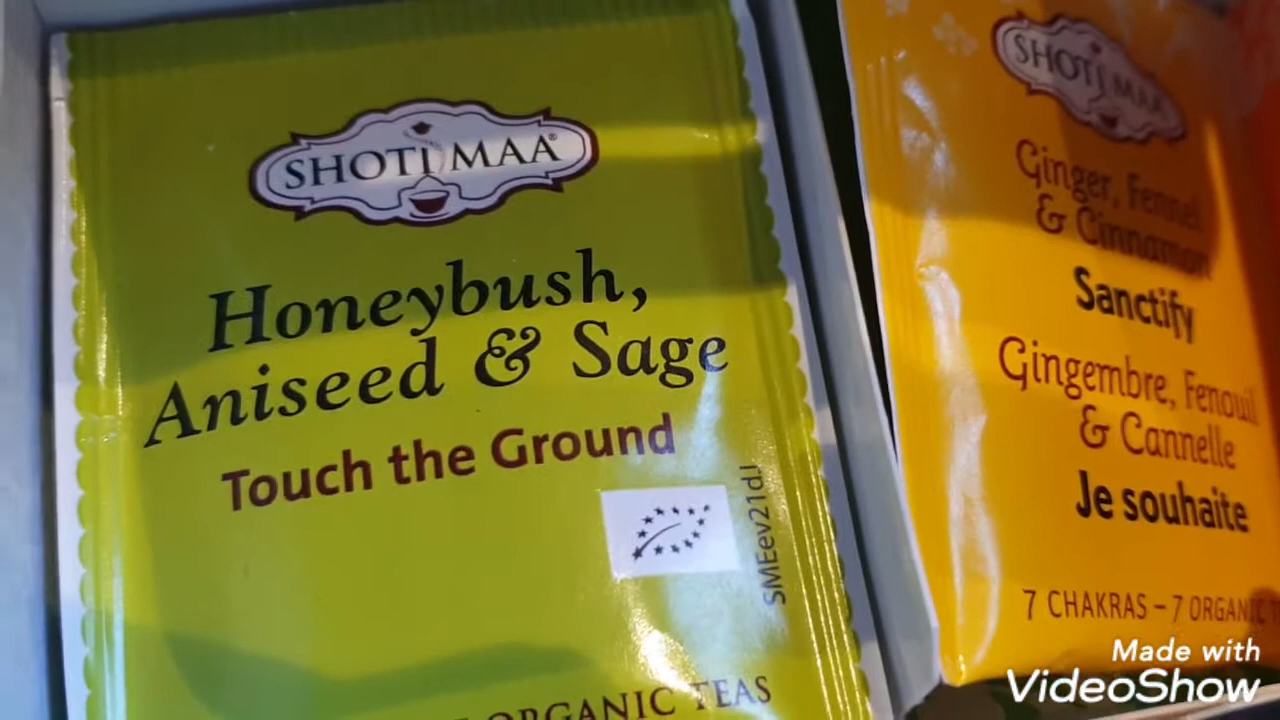 SHOTI MAA®
Honeybush,
Aniseed & Sage
Touch the Ground
SMEev21dJ
ORGANIC TEAS
SHOTI MAA
Ginger, Fennel
& Cinnamon
Sanctify
Gingembre, Fenouil
& Cannelle
Je souhaite
7 CHAKRAS – 7 ORGANIC
Made with
VideoShow